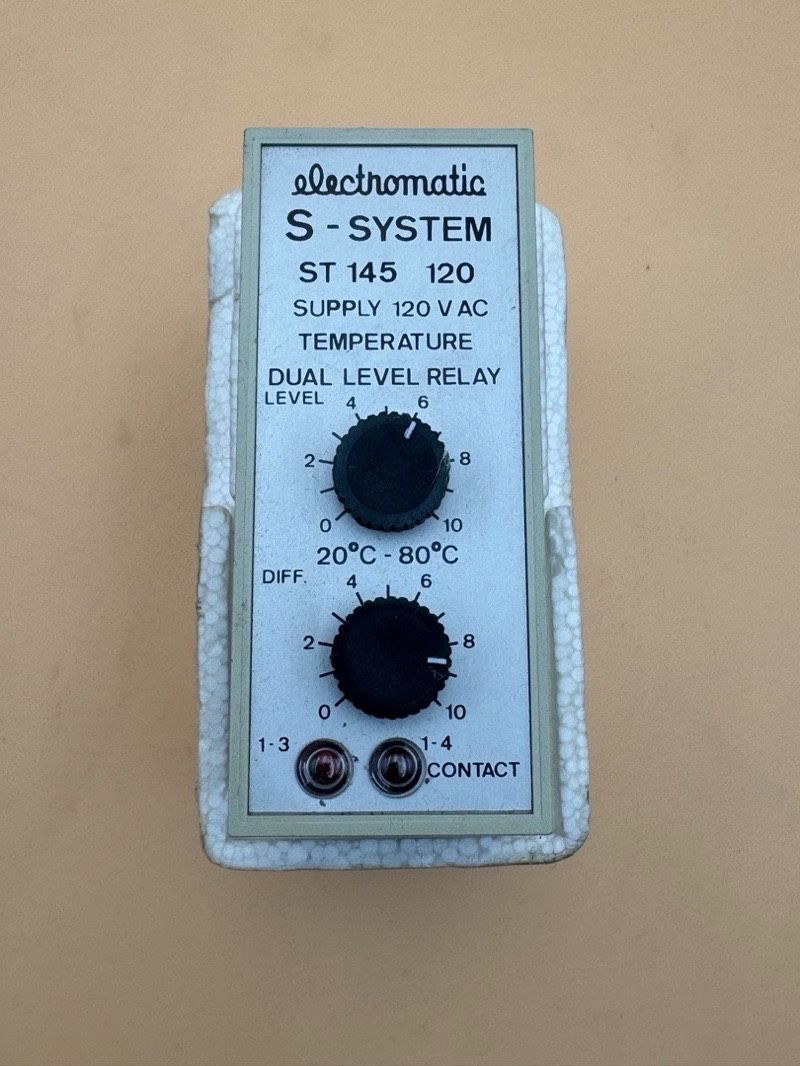 electromatic
S - SYSTEM
ST 145 120
SUPPLY 120 V AC
TEMPERATURE
DUAL LEVEL RELAY
LEVEL
4 6
2 8
0 10
20°C - 80°C
DIFF.
4 6
2 8
0 10
1-3 1-4
CONTACT